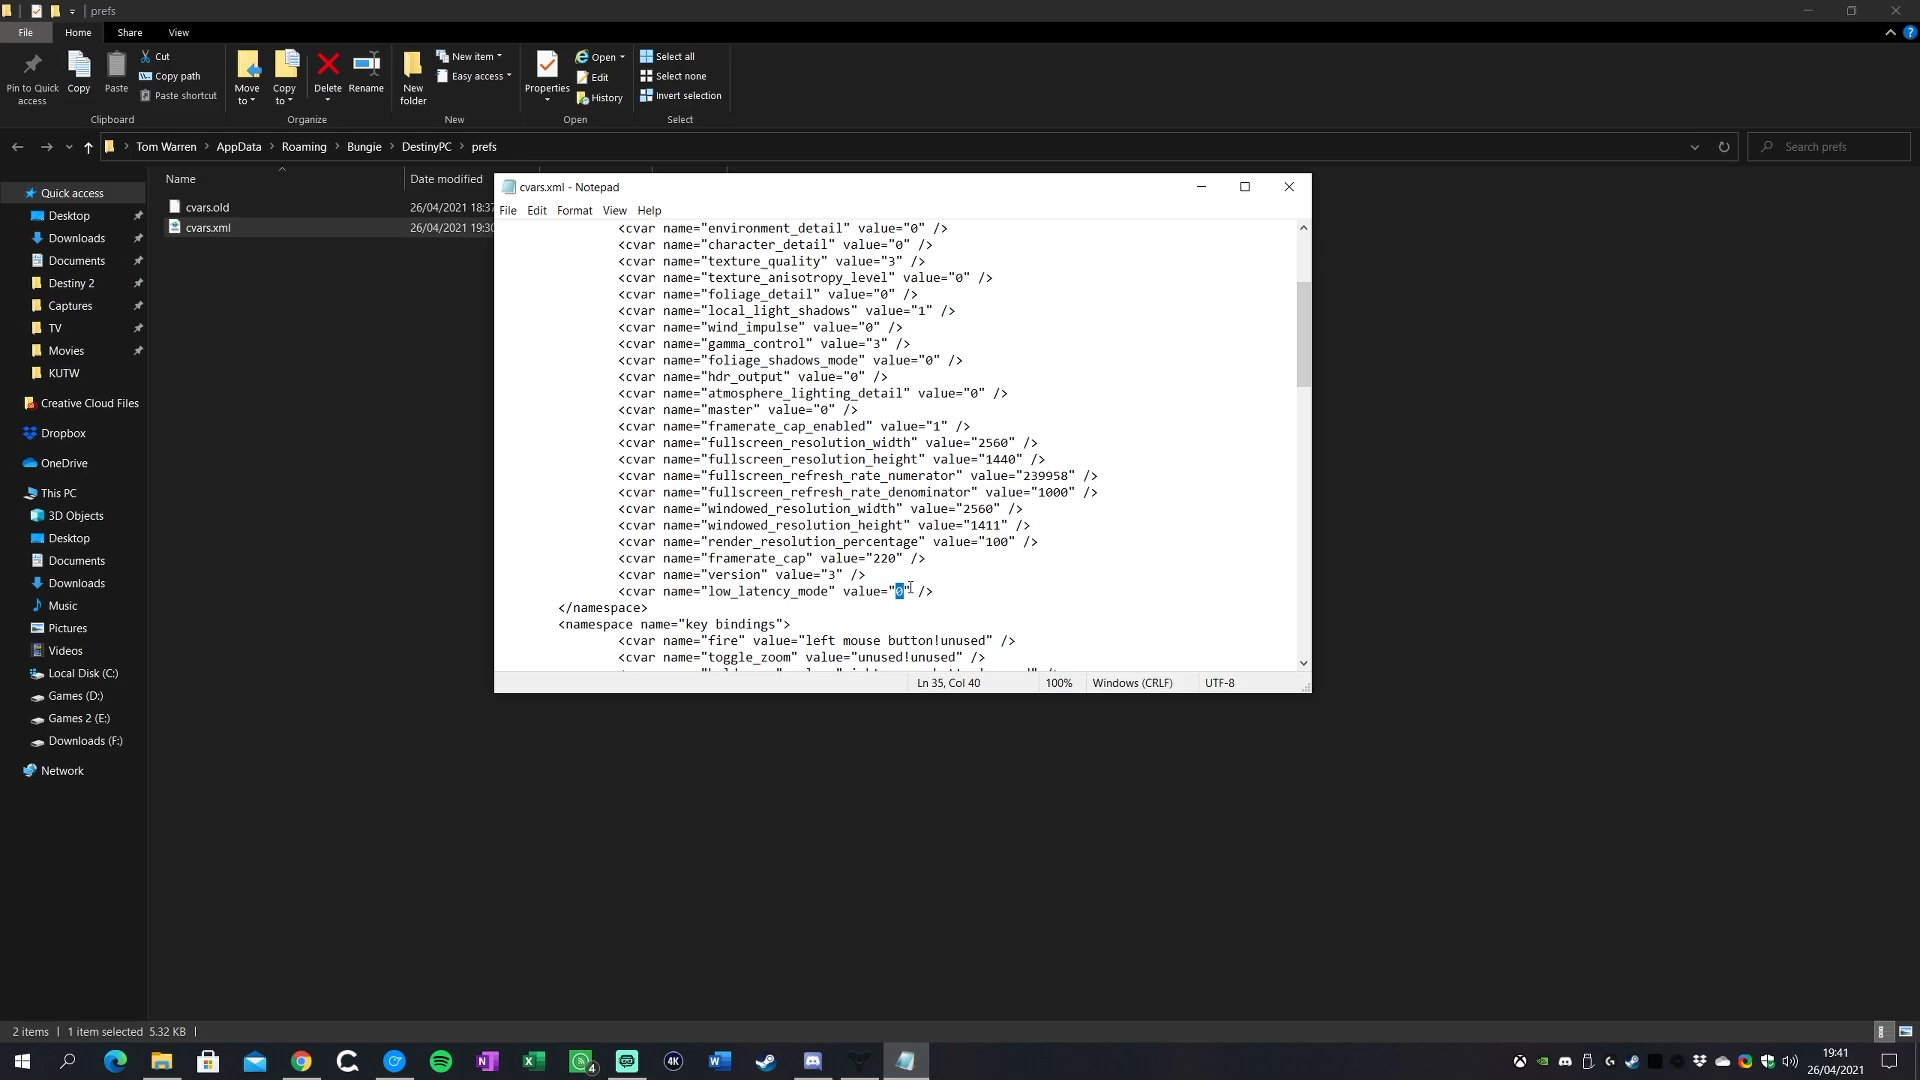 prefs
File Home Share View
Pin to Quick access
Copy
Paste
Cut
Copy path
Paste shortcut
Clipboard
Move to
Copy to
Delete
Rename
Organize
New folder
New item
Easy access
New
Properties
Open
Edit
History
Open
Select all
Select none
Invert selection
Select
Tom Warren > AppData > Roaming > Bungie > DestinyPC > prefs
Search prefs
Name Date modified
cvars.old 26/04/2021 18:37
cvars.xml 26/04/2021 19:30
Quick access
Desktop
Downloads
Documents
Destiny 2
Captures
TV
Movies
KUTW
Creative Cloud Files
Dropbox
OneDrive
This PC
3D Objects
Desktop
Documents
Downloads
Music
Pictures
Videos
Local Disk (C:)
Games (D:)
Games 2 (E:)
Downloads (F:)
Network
cvars.xml - Notepad
File Edit Format View Help
<cvar name="environment_detail" value="0" />
<cvar name="character_detail" value="0" />
<cvar name="texture_quality" value="3" />
<cvar name="texture_anisotropy_level" value="0" />
<cvar name="foliage_detail" value="0" />
<cvar name="local_light_shadows" value="1" />
<cvar name="wind_impulse" value="0" />
<cvar name="gamma_control" value="3" />
<cvar name="foliage_shadows_mode" value="0" />
<cvar name="hdr_output" value="0" />
<cvar name="atmosphere_lighting_detail" value="0" />
<cvar name="master" value="0" />
<cvar name="framerate_cap_enabled" value="1" />
<cvar name="fullscreen_resolution_width" value="2560" />
<cvar name="fullscreen_resolution_height" value="1440" />
<cvar name="fullscreen_refresh_rate_numerator" value="239958" />
<cvar name="fullscreen_refresh_rate_denominator" value="1000" />
<cvar name="windowed_resolution_width" value="2560" />
<cvar name="windowed_resolution_height" value="1411" />
<cvar name="render_resolution_percentage" value="100" />
<cvar name="framerate_cap" value="220" />
<cvar name="version" value="3" />
<cvar name="low_latency_mode" value="0" />
</namespace>
<namespace name="key bindings">
<cvar name="fire" value="left mouse button!unused" />
<cvar name="toggle_zoom" value="unused!unused" />
Ln 35, Col 40 100% Windows (CRLF) UTF-8
2 items 1 item selected 5.32 KB
4
4K
19:41
26/04/2021